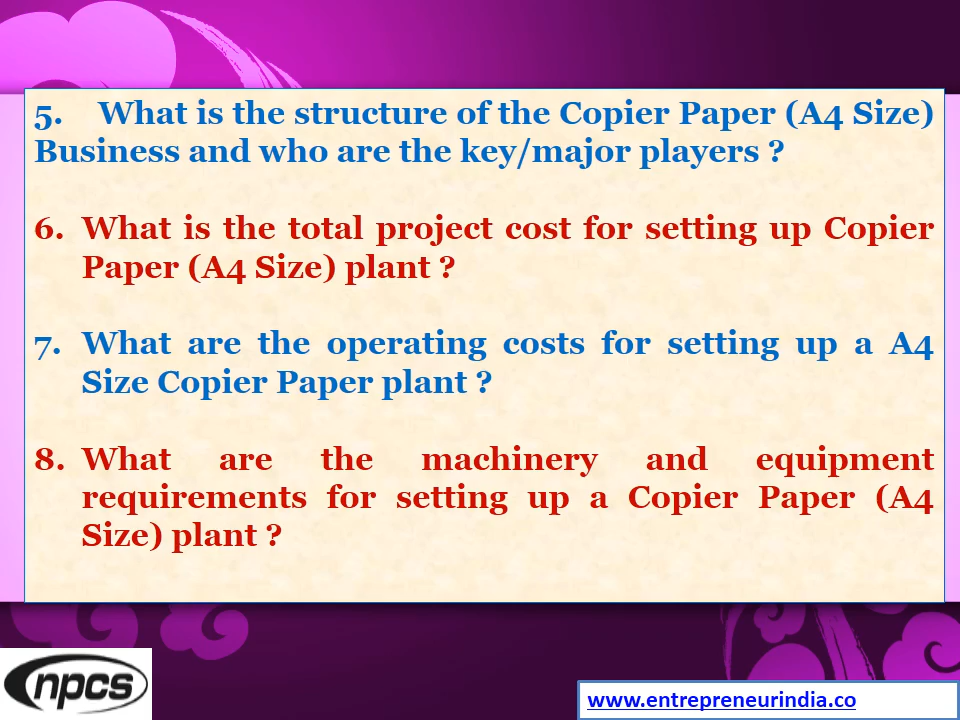 5. What is the structure of the Copier Paper (A4 Size)
Business and who are the key/major players ?
6. What is the total project cost for setting up Copier
Paper (A4 Size) plant ?
7. What are the operating costs for setting up a A4
Size Copier Paper plant ?
8. What are the machinery and equipment
requirements for setting up a Copier Paper (A4
Size) plant ?
npcs
www.entrepreneurindia.co